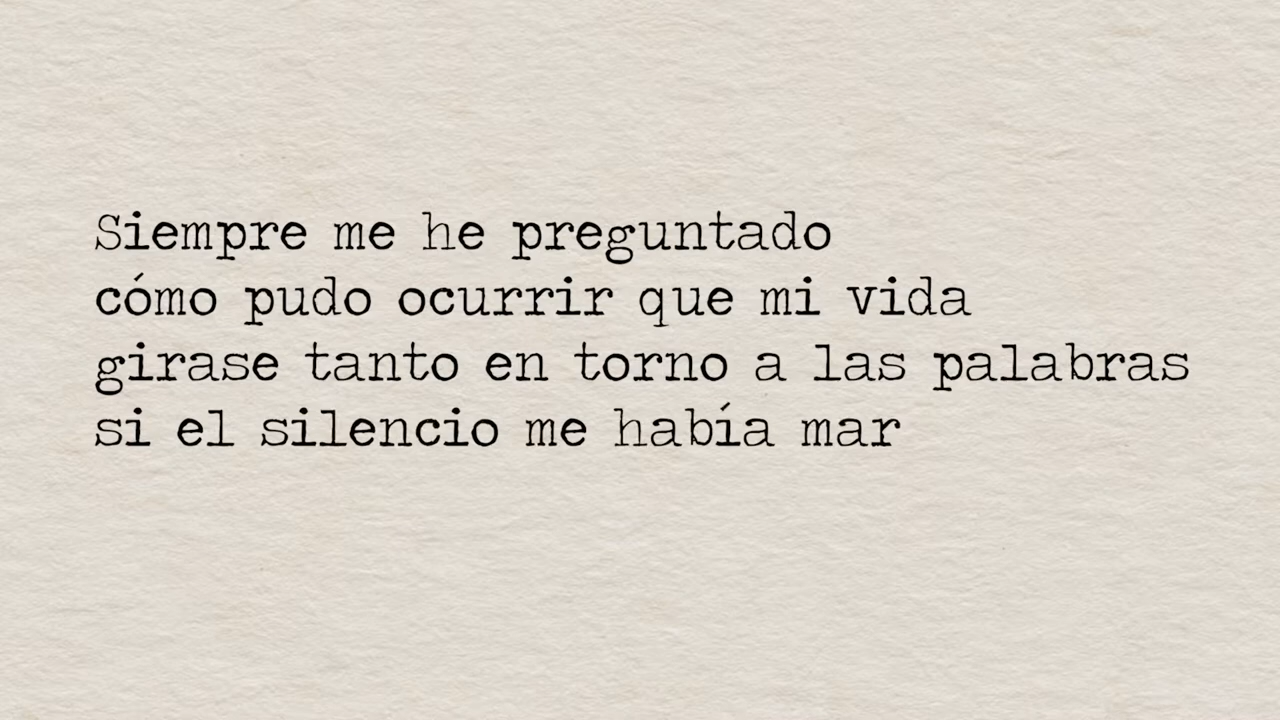 Siempre me he preguntado
cómo pudo ocurrir que mi vida
girase tanto en torno a las palabras
si el silencio me había mar